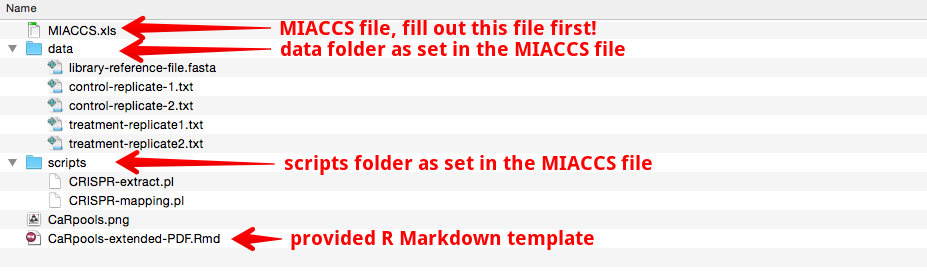 Name
MIACCS.xls MIACCS file, fill out this file first!
data data folder as set in the MIACCS file
library-reference-file.fasta
control-replicate-1.txt
control-replicate-2.txt
treatment-replicate1.txt
treatment-replicate2.txt
scripts scripts folder as set in the MIACCS file
CRISPR-extract.pl
CRISPR-mapping.pl
CaRpools.png
CaRpools-extended-PDF.Rmd provided R Markdown template